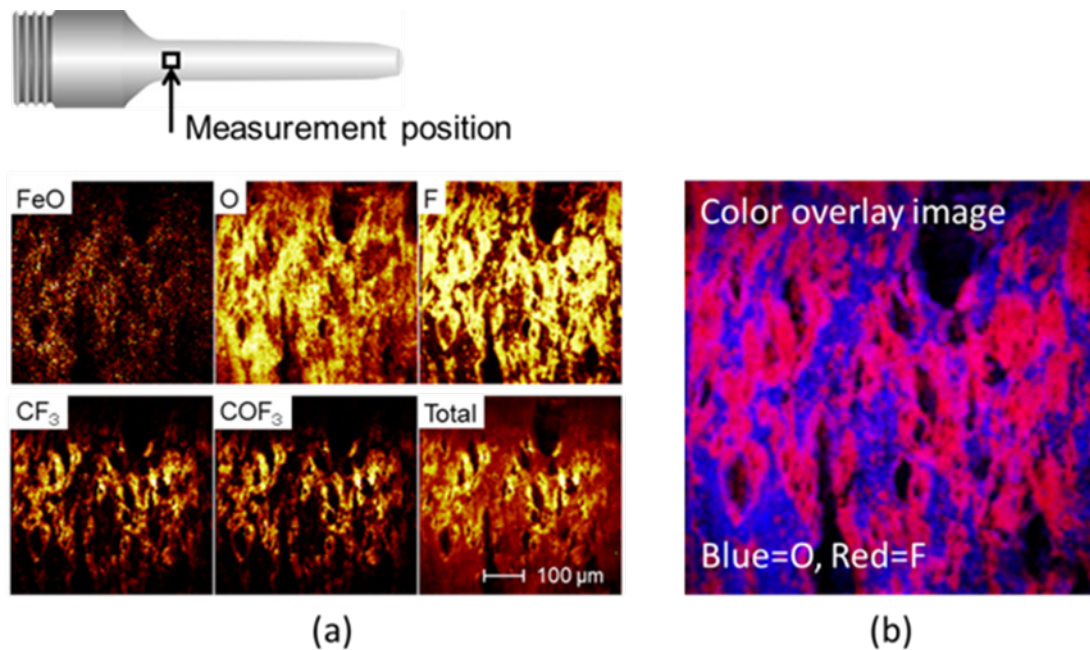 Measurement position
FeO
O
F
CF₃
COF₃
Total
100 μm
(a)
Color overlay image
Blue=O, Red=F
(b)